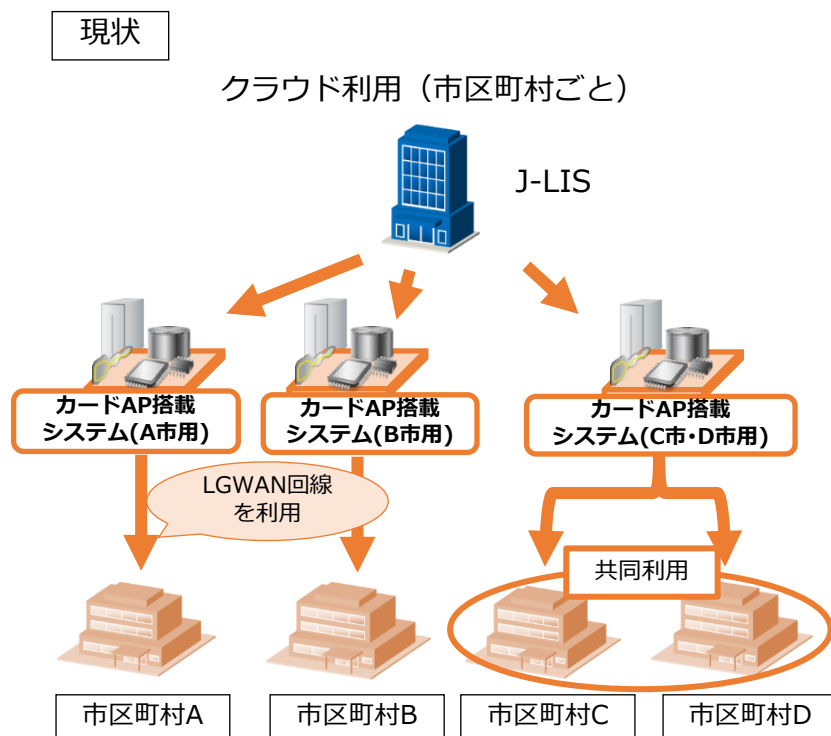 現状
クラウド利用（市区町村ごと）
J-LIS
カードAP搭載
システム(A市用)
カードAP搭載
システム(B市用)
カードAP搭載
システム(C市・D市用)
LGWAN回線
を利用
共同利用
市区町村A
市区町村B
市区町村C
市区町村D